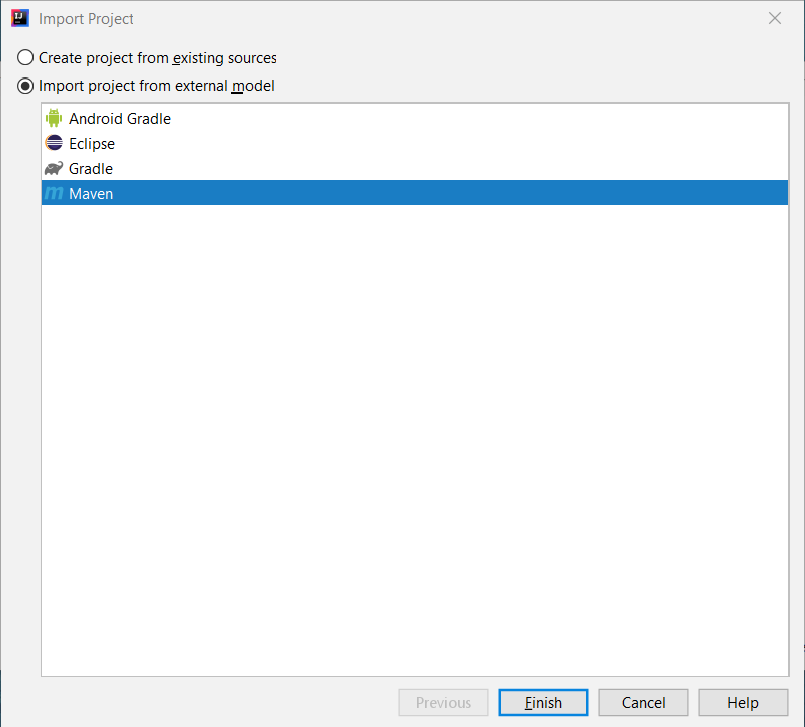 Import Project
Create project from existing sources
Import project from external model
Android Gradle
Eclipse
Gradle
m Maven
Previous Finish Cancel Help